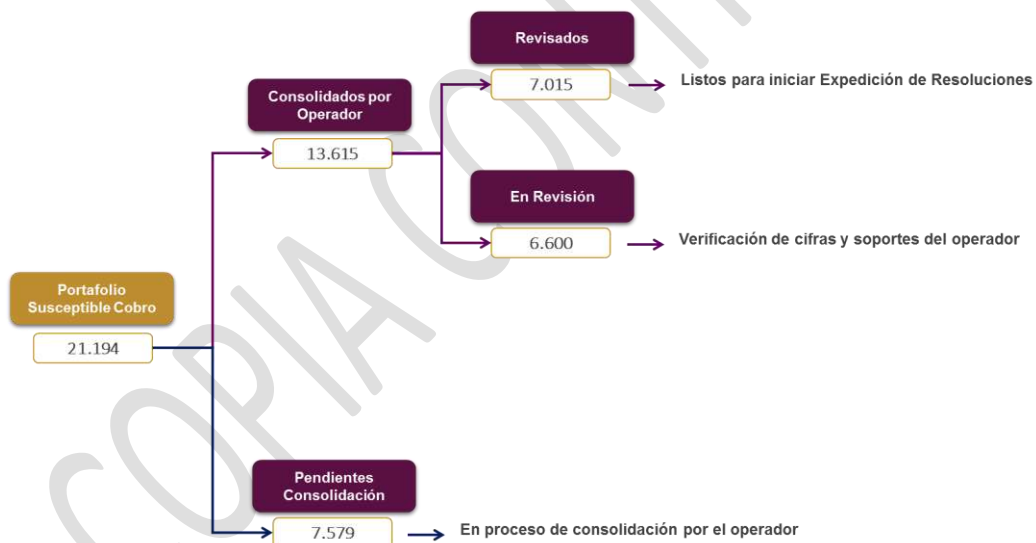 Revisados
7.015
Listos para iniciar Expedición de Resoluciones
Consolidados por
Operador
13.615
En Revisión
6.600
Verificación de cifras y soportes del operador
Portafolio
Susceptible Cobro
21.194
Pendientes
Consolidación
7.579
En proceso de consolidación por el operador
COPIA CONT